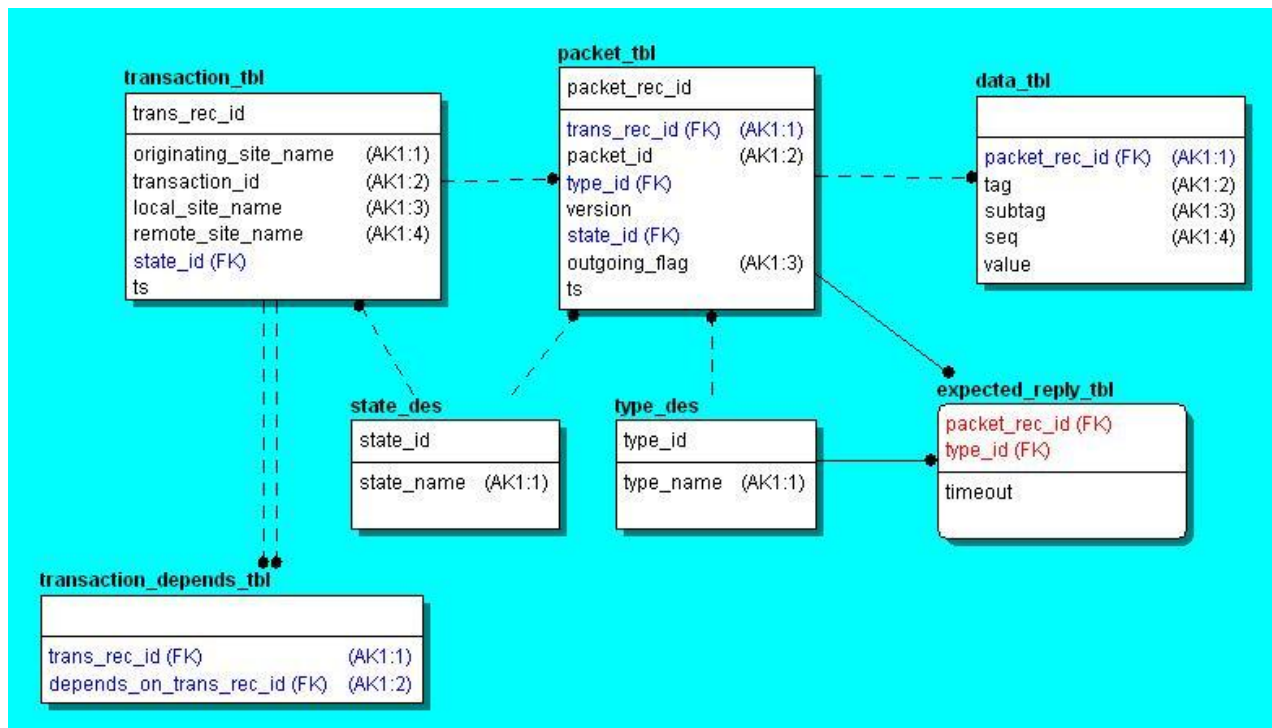 transaction_tbl
trans_rec_id
originating_site_name (AK1:1)
transaction_id (AK1:2)
local_site_name (AK1:3)
remote_site_name (AK1:4)
state_id (FK)
ts
packet_tbl
packet_rec_id
trans_rec_id (FK) (AK1:1)
packet_id (AK1:2)
type_id (FK)
version
state_id (FK)
outgoing_flag (AK1:3)
ts
data_tbl
packet_rec_id (FK) (AK1:1)
tag (AK1:2)
subtag (AK1:3)
seq (AK1:4)
value
state_des
state_id
state_name (AK1:1)
type_des
type_id
type_name (AK1:1)
expected_reply_tbl
packet_rec_id (FK)
type_id (FK)
timeout
transaction_depends_tbl
trans_rec_id (FK) (AK1:1)
depends_on_trans_rec_id (FK) (AK1:2)